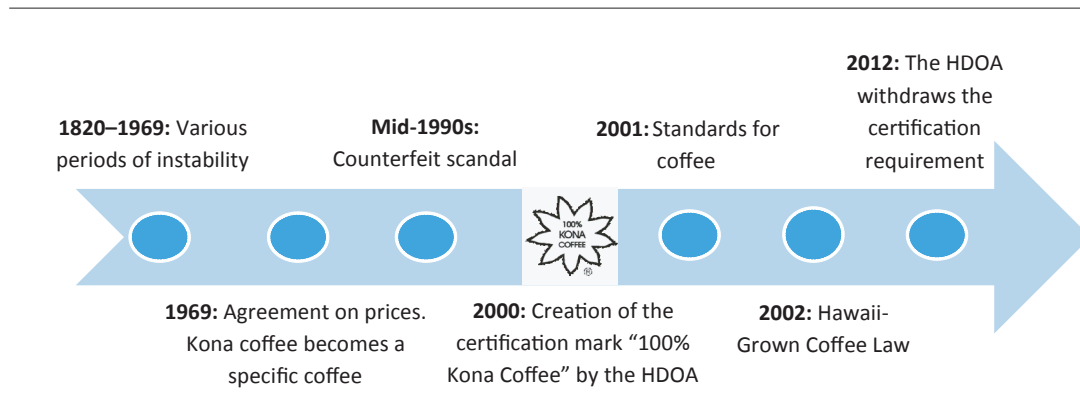 1820–1969: Various
periods of instability
Mid-1990s:
Counterfeit scandal
2001: Standards for
coffee
2012: The HDOA
withdraws the
certification
requirement
100%
KONA
COFFEE
®
1969: Agreement on prices.
Kona coffee becomes a
specific coffee
2000: Creation of the
certification mark “100%
Kona Coffee” by the HDOA
2002: Hawaii-
Grown Coffee Law